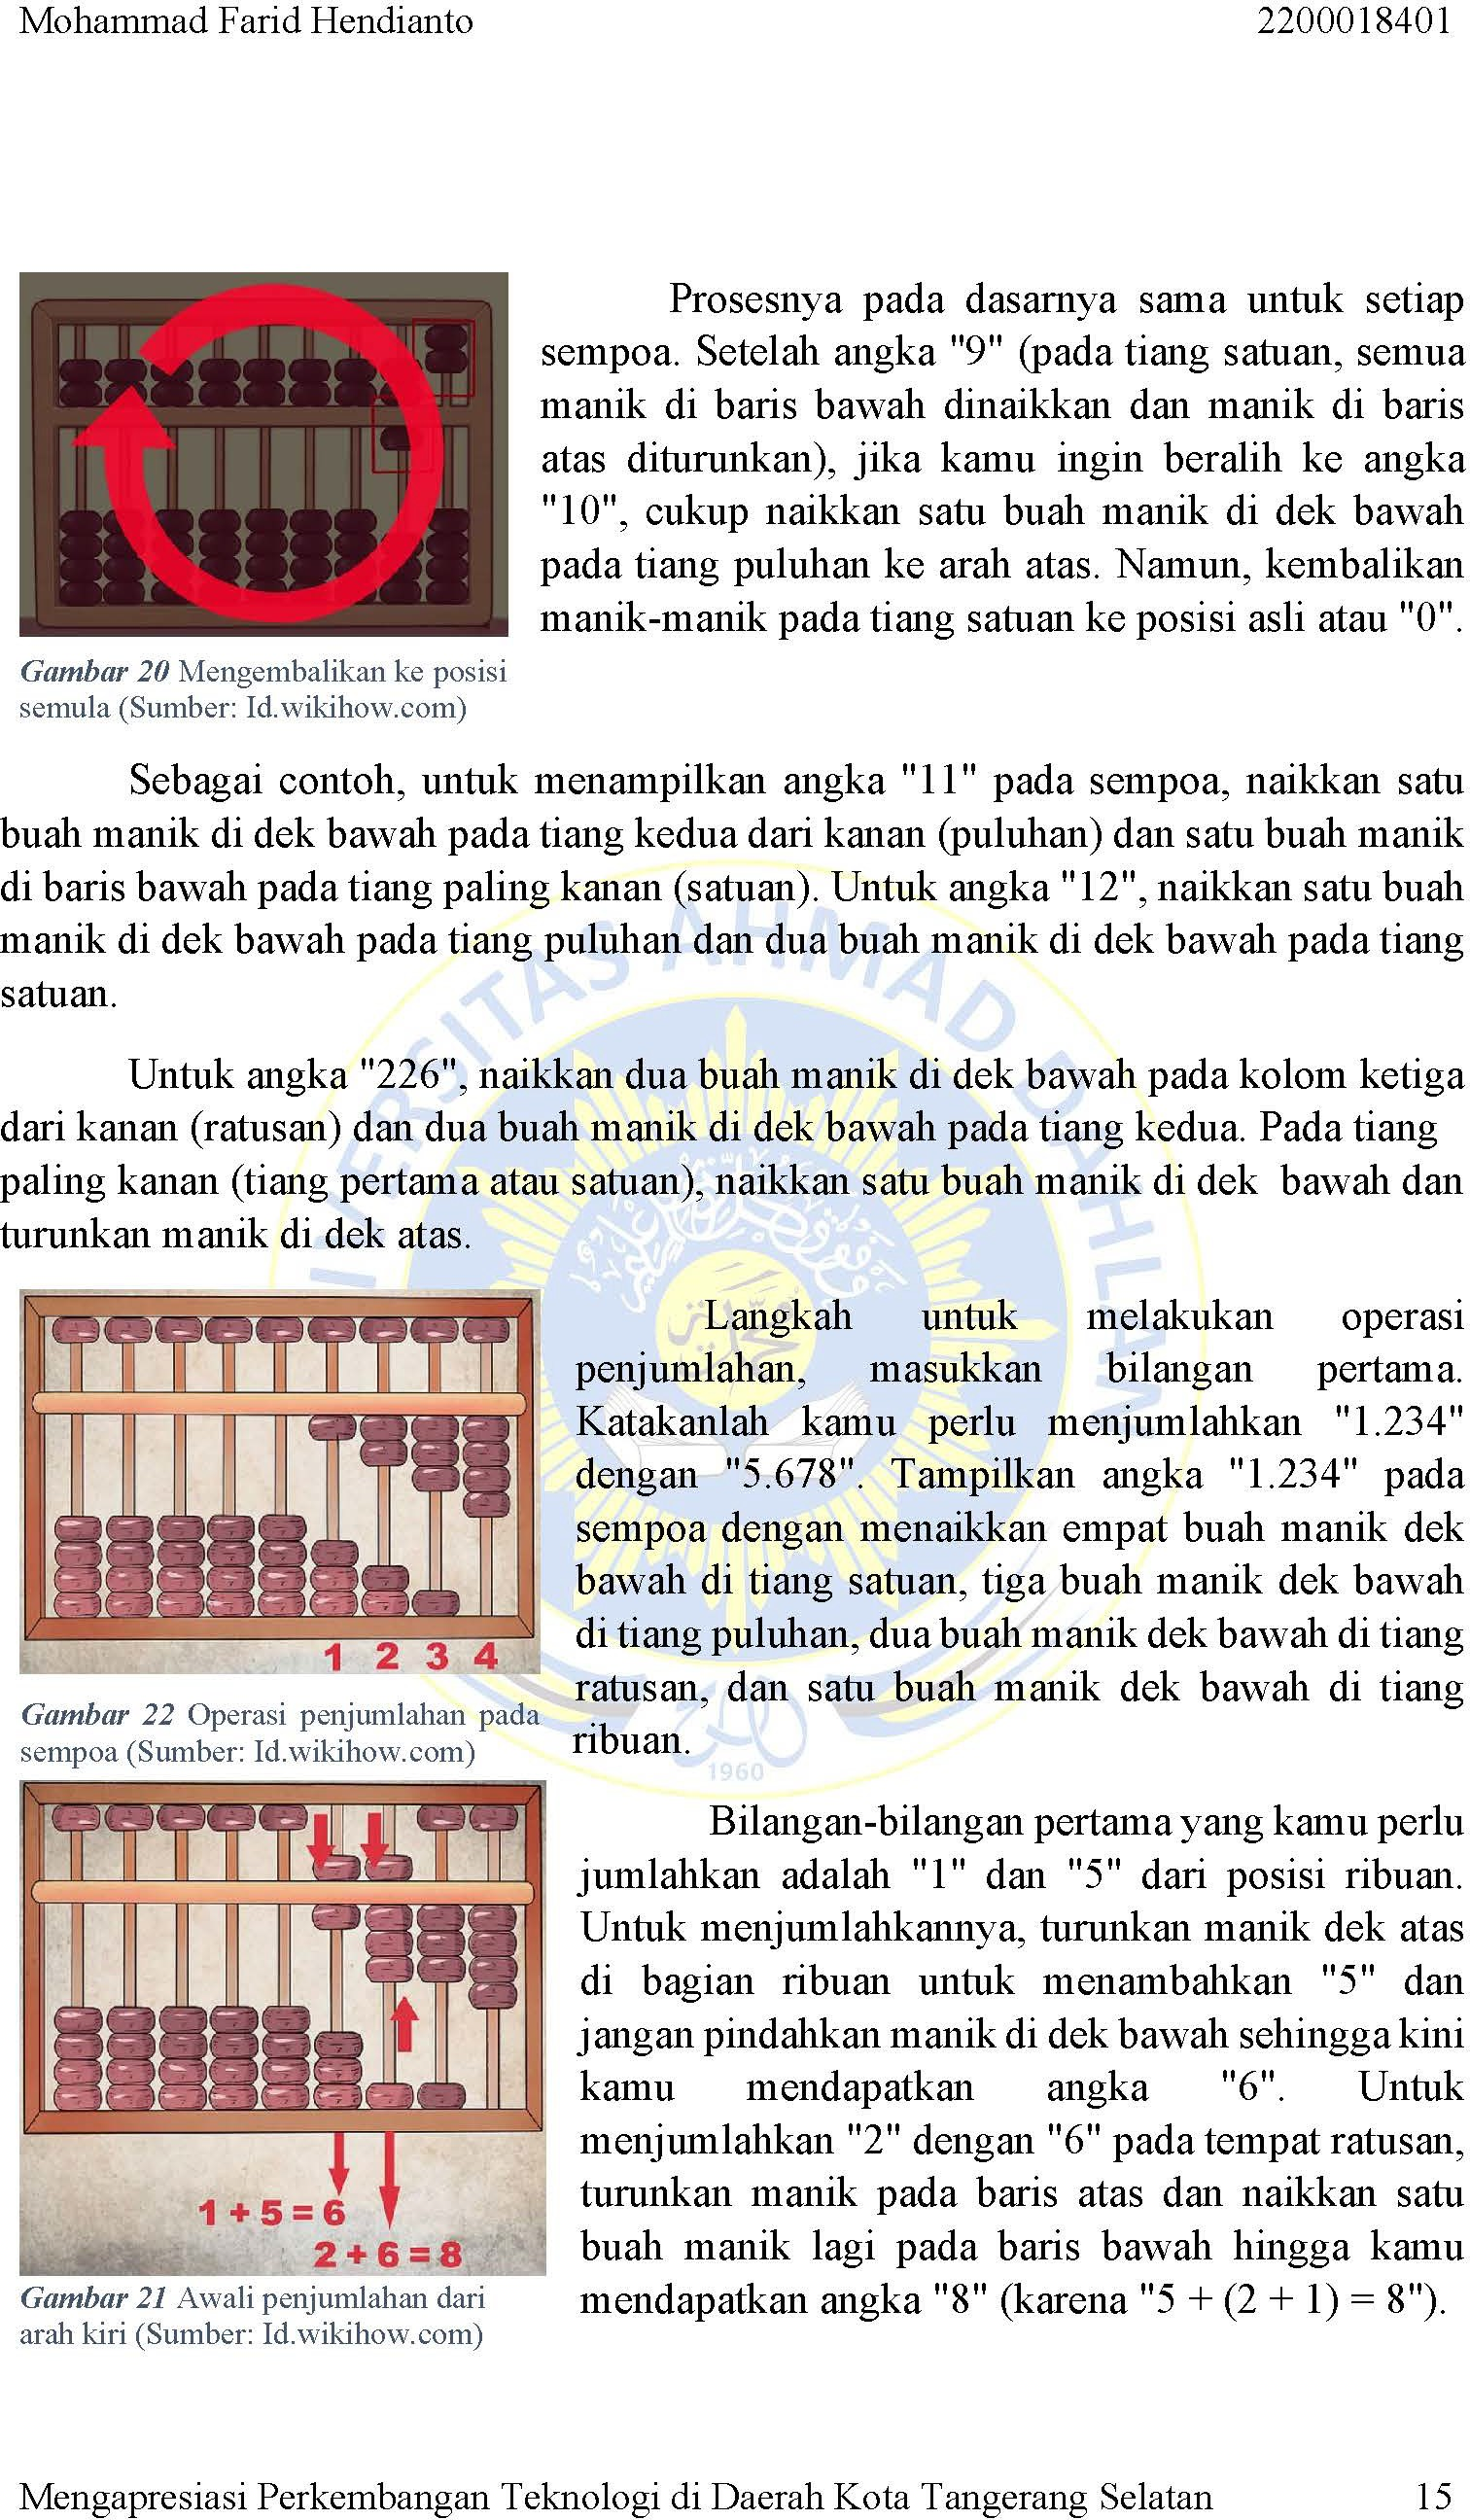 Mohammad Farid Hendianto 2200018401
Prosesnya pada dasarnya sama untuk setiap
sempoa. Setelah angka "9" (pada tiang satuan, semua
manik di baris bawah dinaikkan dan manik di baris
atas diturunkan), jika kamu ingin beralih ke angka
"10", cukup naikkan satu buah manik di dek bawah
pada tiang puluhan ke arah atas. Namun, kembalikan
manik-manik pada tiang satuan ke posisi asli atau "0".
Gambar 20 Mengembalikan ke posisi
semula (Sumber: Id.wikihow.com)
Sebagai contoh, untuk menampilkan angka "11" pada sempoa, naikkan satu
buah manik di dek bawah pada tiang kedua dari kanan (puluhan) dan satu buah manik
di baris bawah pada tiang paling kanan (satuan). Untuk angka "12", naikkan satu buah
manik di dek bawah pada tiang puluhan dan dua buah manik di dek bawah pada tiang
satuan.
Untuk angka "226", naikkan dua buah manik di dek bawah pada kolom ketiga
dari kanan (ratusan) dan dua buah manik di dek bawah pada tiang kedua. Pada tiang
paling kanan (tiang pertama atau satuan), naikkan satu buah manik di dek bawah dan
turunkan manik di dek atas.
Langkah untuk melakukan operasi
penjumlahan, masukkan bilangan pertama.
Katakanlah kamu perlu menjumlahkan "1.234"
dengan "5.678". Tampilkan angka "1.234" pada
sempoa dengan menaikkan empat buah manik dek
bawah di tiang satuan, tiga buah manik dek bawah
di tiang puluhan, dua buah manik dek bawah di tiang
ratusan, dan satu buah manik dek bawah di tiang
ribuan.
1 2 3 4
Gambar 22 Operasi penjumlahan pada
sempoa (Sumber: Id.wikihow.com)
Bilangan-bilangan pertama yang kamu perlu
jumlahkan adalah "1" dan "5" dari posisi ribuan.
Untuk menjumlahkannya, turunkan manik dek atas
di bagian ribuan untuk menambahkan "5" dan
jangan pindahkan manik di dek bawah sehingga kini
kamu mendapatkan angka "6". Untuk
menjumlahkan "2" dengan "6" pada tempat ratusan,
turunkan manik pada baris atas dan naikkan satu
buah manik lagi pada baris bawah hingga kamu
mendapatkan angka "8" (karena "5 + (2 + 1) = 8").
1 + 5 = 6
2 + 6 = 8
Gambar 21 Awali penjumlahan dari
arah kiri (Sumber: Id.wikihow.com)
1960
Mengapresiasi Perkembangan Teknologi di Daerah Kota Tangerang Selatan 15